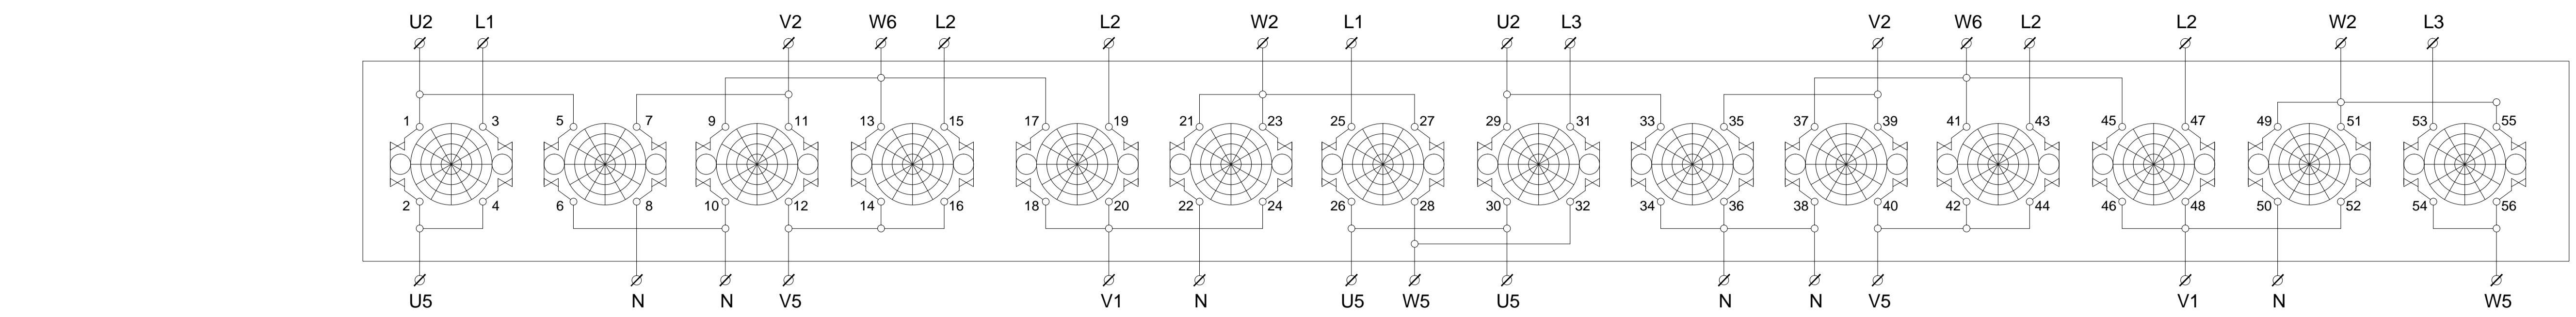 U2 L1 V2 W6 L2 L2 W2 L1 U2 L3 V2 W6 L2 L2 W2 L3
1 3 5 7 9 11 13 15 17 19 21 23 25 27 29 31 33 35 37 39 41 43 45 47 49 51 53 55
2 4 6 8 10 12 14 16 18 20 22 24 26 28 30 32 34 36 38 40 42 44 46 48 50 52 54 56
U5 N N V5 V1 N U5 W5 U5 N N V5 V1 N W5